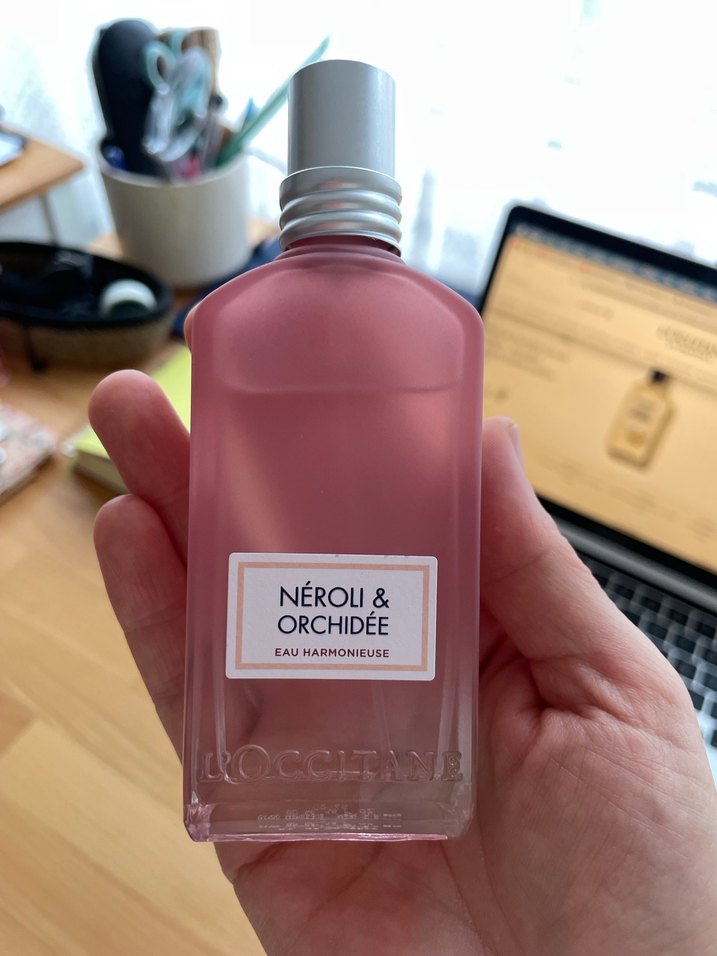 NÉROLI &
ORCHIDÉE
EAU HARMONIEUSE
L'OCCITANE